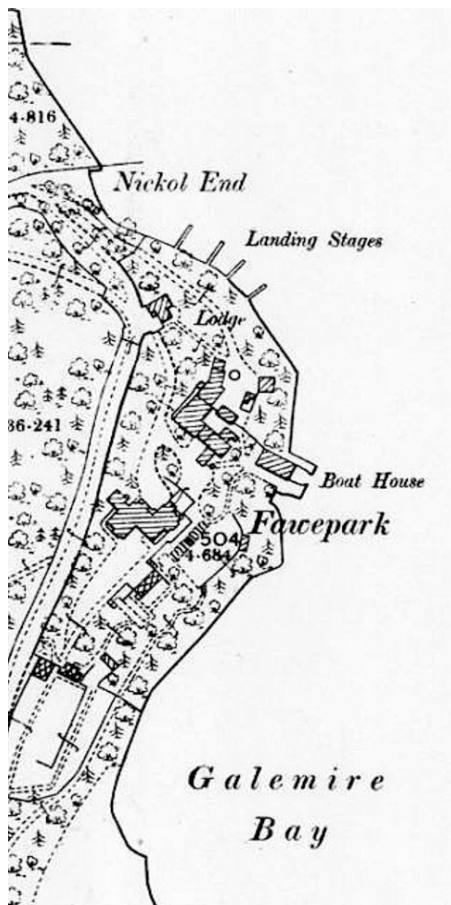 4·816
Nickol End
Landing Stages
Lodge
36·241
Boat House
Fawepark
504
4·684
Galemire
Bay